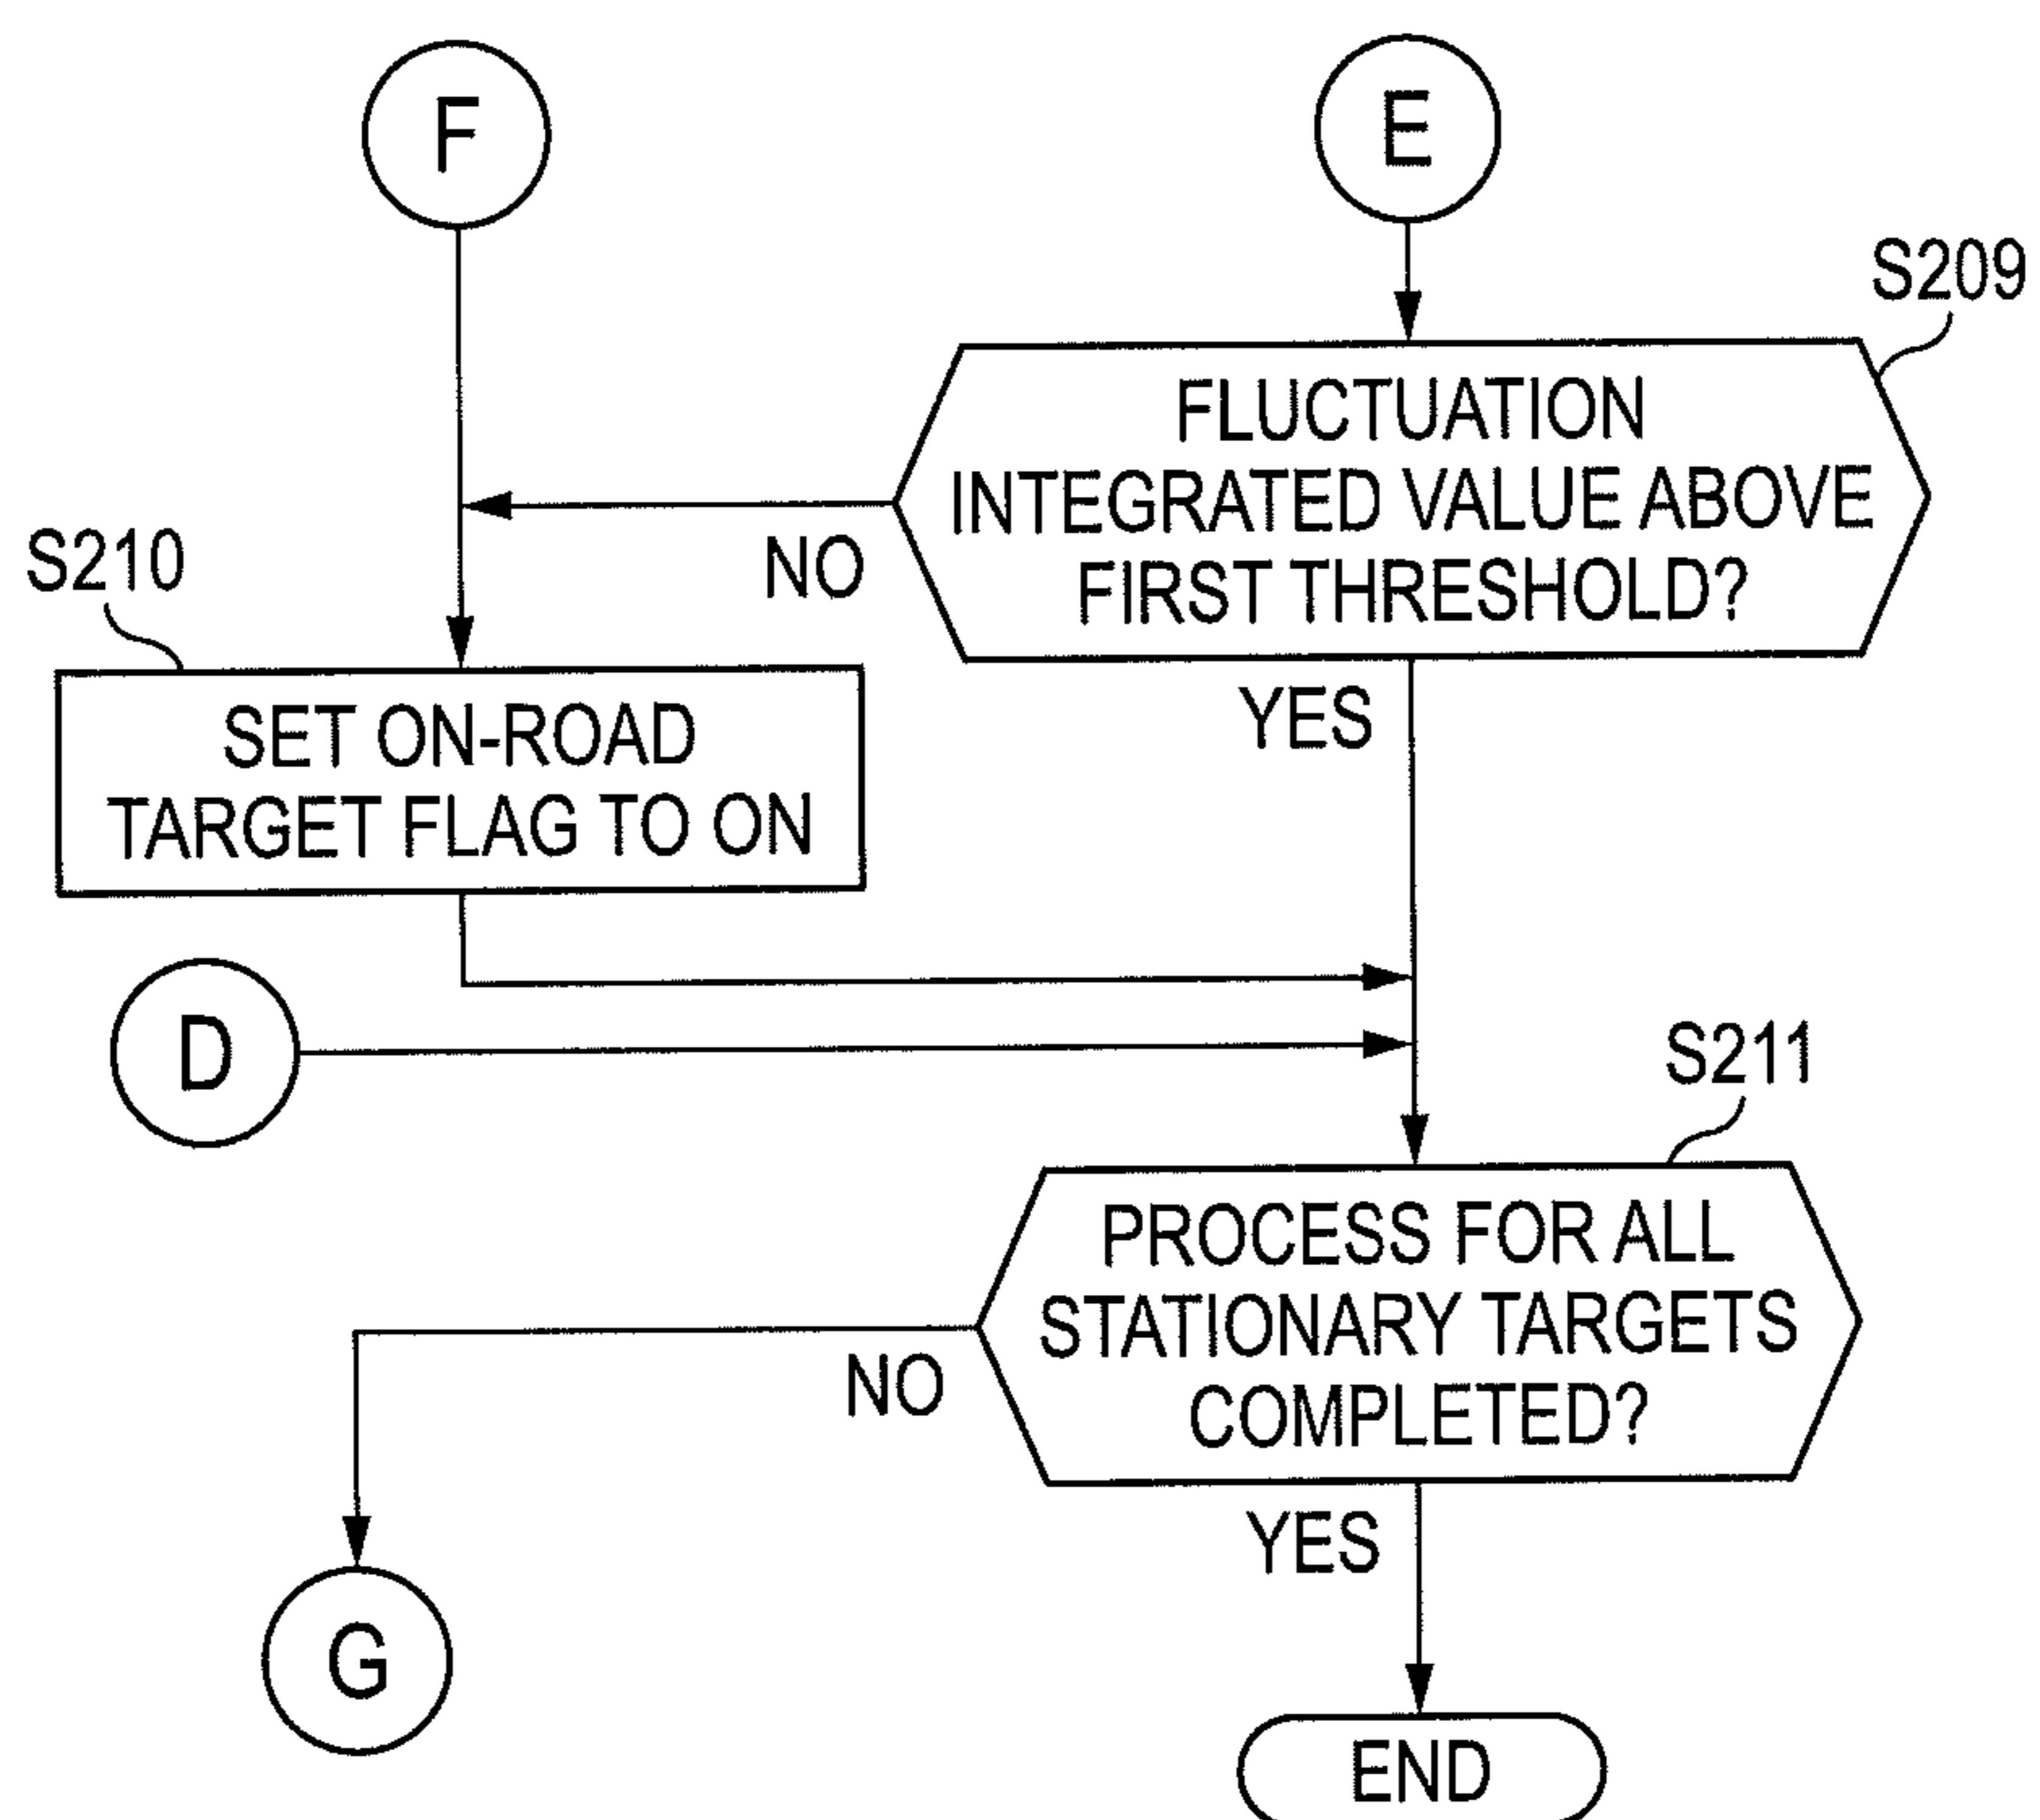 F
E
S209
FLUCTUATION
INTEGRATED VALUE ABOVE
FIRST THRESHOLD?
NO
S210
YES
SET ON-ROAD
TARGET FLAG TO ON
D
S211
PROCESS FOR ALL
STATIONARY TARGETS
COMPLETED?
NO
YES
G
END